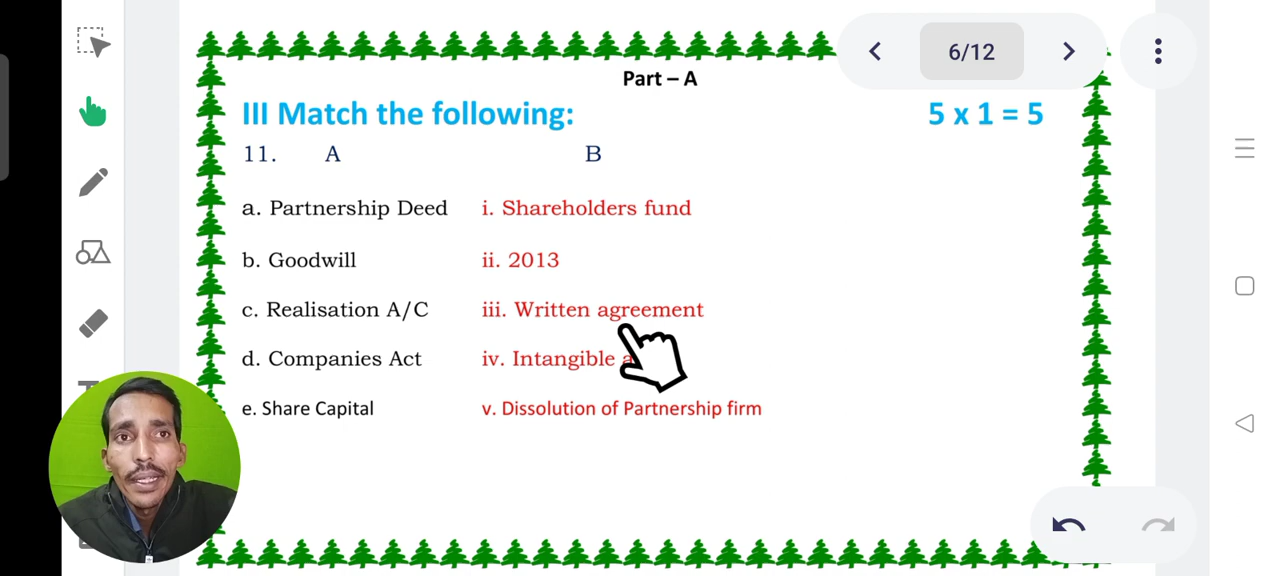 6/12
Part – A
III Match the following: 5 x 1 = 5
11. A B
a. Partnership Deed i. Shareholders fund
b. Goodwill ii. 2013
c. Realisation A/C iii. Written agreement
d. Companies Act iv. Intangible
e. Share Capital v. Dissolution of Partnership firm